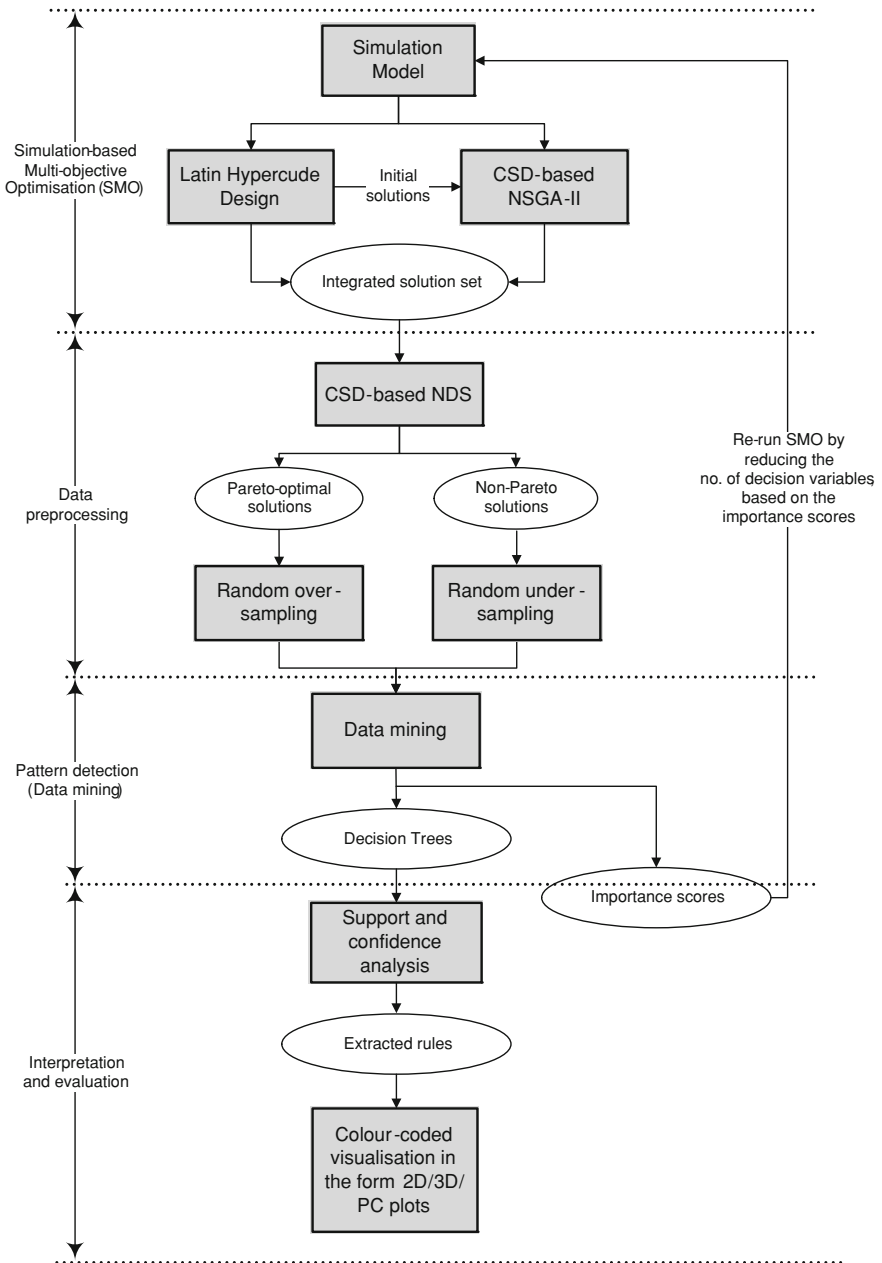 Simulation
Model
Simulation-based
Multi-objective
Optimisation (SMO)
Latin Hypercude
Design
Initial
solutions
CSD-based
NSGA-II
Integrated solution set
CSD-based NDS
Re-run SMO by
reducing the
no. of decision variables,
based on the
importance scores
Data
preprocessing
Pareto-optimal
solutions
Non-Pareto
solutions
Random over -
sampling
Random under -
sampling
Pattern detection
(Data mining)
Data mining
Decision Trees
Importance scores
Support and
confidence
analysis
Extracted rules
Interpretation
and evaluation
Colour-coded
visualisation in
the form 2D/3D/
PC plots